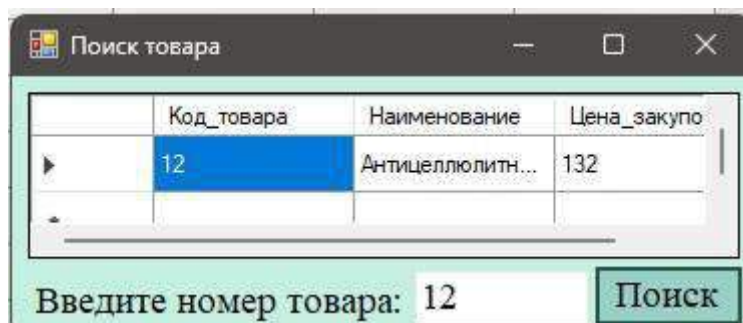 Поиск товара
Код_товара Наименование Цена_закупо
12 Антицеллюлитн... 132
Введите номер товара: 12 Поиск